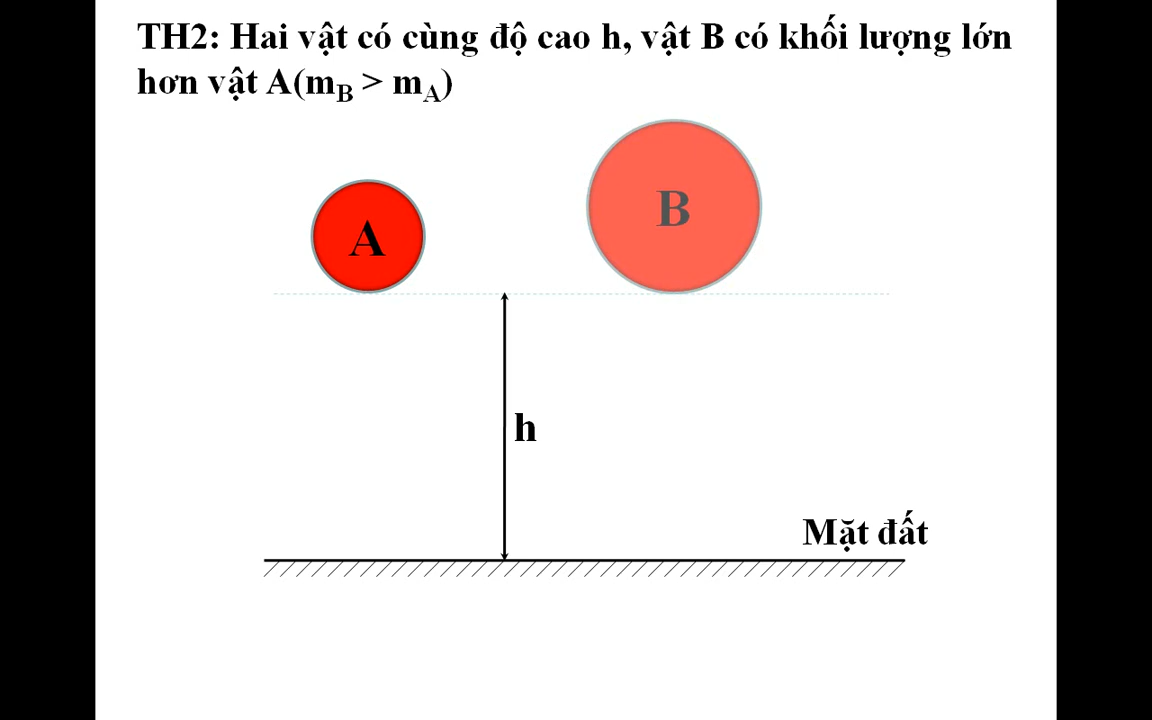 TH2: Hai vật có cùng độ cao h, vật B có khối lượng lớn
hơn vật A(mB > mA)
B
A
h
Mặt đất